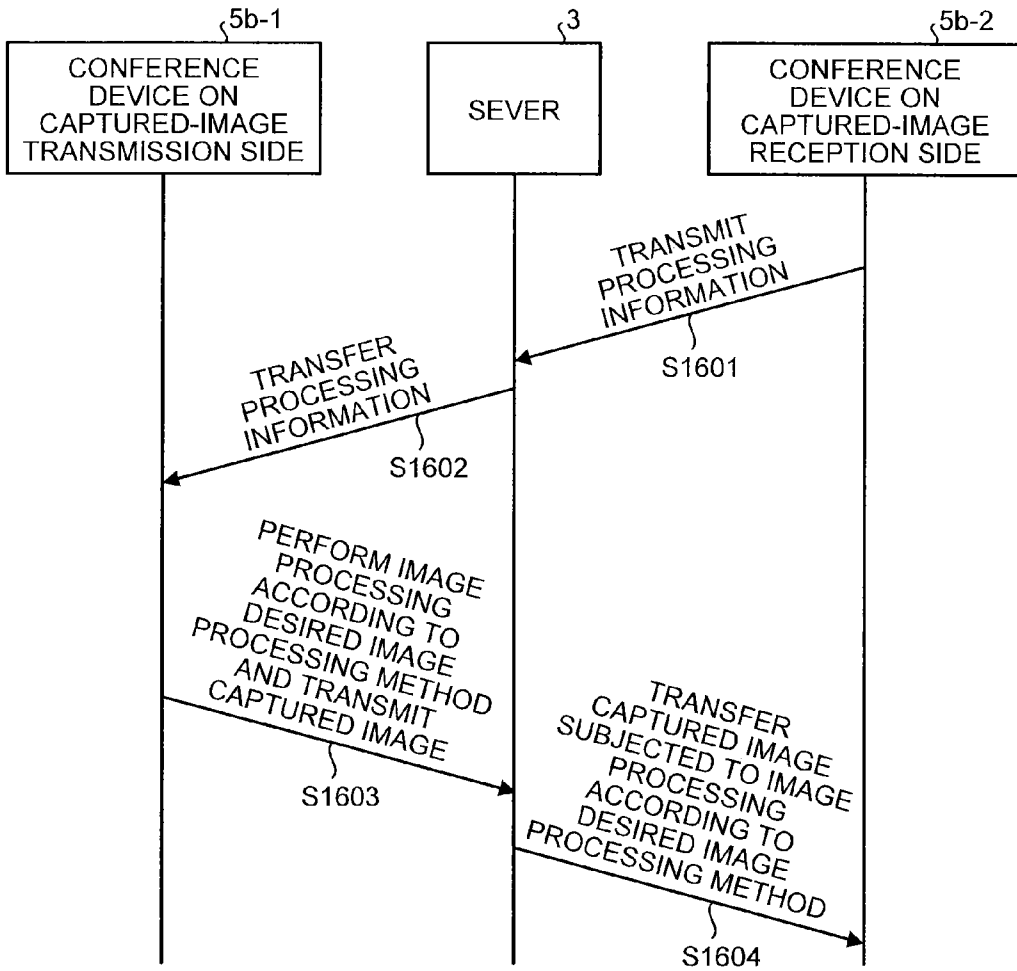 5b-1
3
5b-2
CONFERENCE
DEVICE ON
CAPTURED-IMAGE
TRANSMISSION SIDE
SEVER
CONFERENCE
DEVICE ON
CAPTURED-IMAGE
RECEPTION SIDE
TRANSMIT
PROCESSING
INFORMATION
S1601
TRANSFER
PROCESSING
INFORMATION
S1602
PERFORM IMAGE
PROCESSING
ACCORDING TO
DESIRED IMAGE
PROCESSING METHOD
AND TRANSMIT
CAPTURED IMAGE
S1603
TRANSFER
CAPTURED IMAGE
SUBJECTED TO IMAGE
PROCESSING
ACCORDING TO
DESIRED IMAGE
PROCESSING METHOD
S1604